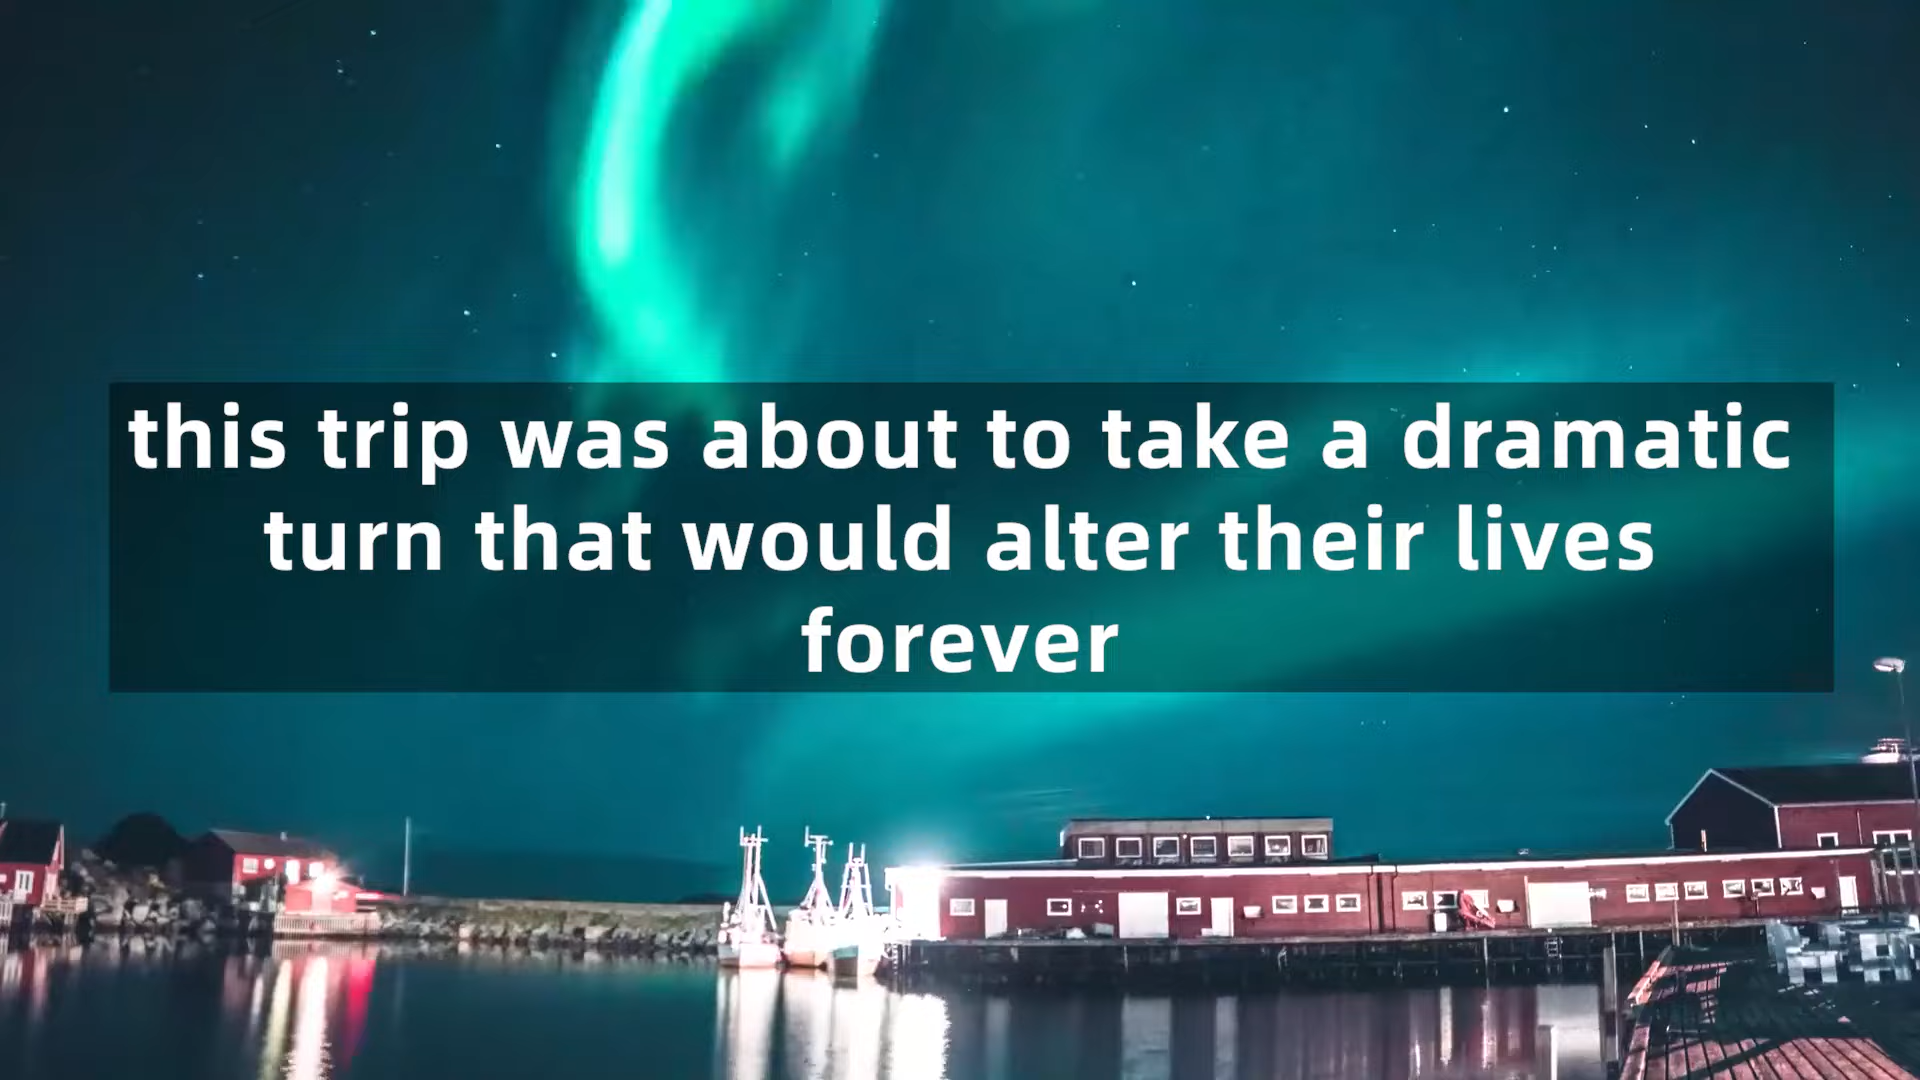 this trip was about to take a dramatic
turn that would alter their lives
forever